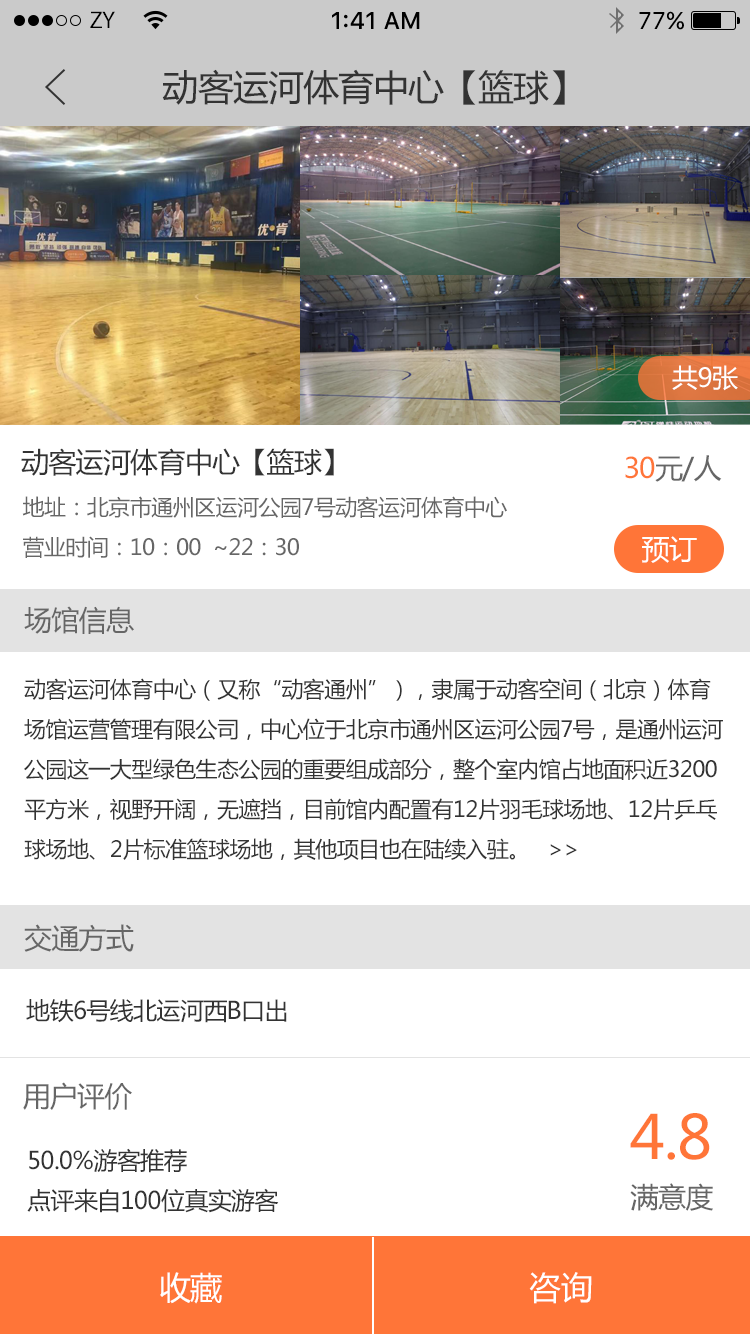 ZY
1:41 AM
77%
动客运河体育中心【篮球】
优肯
优肯
共9张
动客运河体育中心【篮球】
30元/人
地址：北京市通州区运河公园7号动客运河体育中心
营业时间：10：00 ~22：30
预订
场馆信息
动客运河体育中心（又称“动客通州”），隶属于动客空间（北京）体育
场馆运营管理有限公司，中心位于北京市通州区运河公园7号，是通州运河
公园这一大型绿色生态公园的重要组成部分，整个室内馆占地面积近3200
平方米，视野开阔，无遮挡，目前馆内配置有12片羽毛球场地、12片乒乓
球场地、2片标准篮球场地，其他项目也在陆续入驻。 >>
交通方式
地铁6号线北运河西B口出
用户评价
4.8
50.0%游客推荐
满意度
点评来自100位真实游客
收藏
咨询